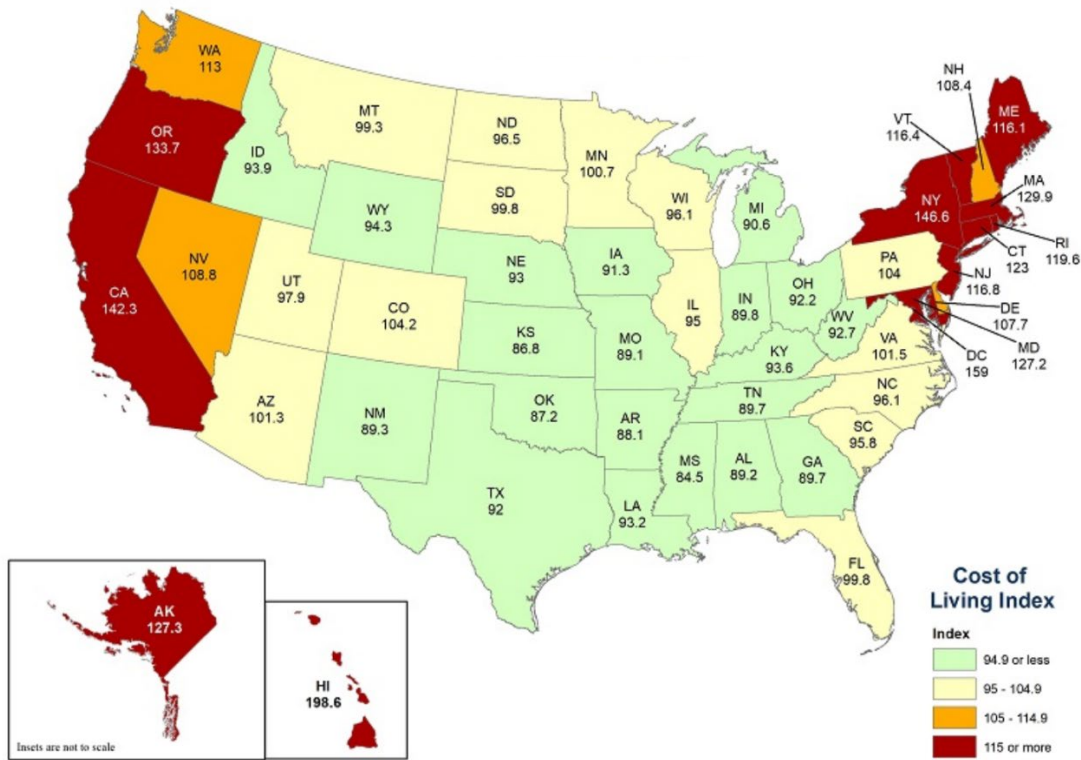 WA
113
OR
133.7
CA
142.3
NV
108.8
ID
93.9
MT
99.3
WY
94.3
UT
97.9
AZ
101.3
CO
104.2
NM
89.3
ND
96.5
SD
99.8
NE
93
KS
86.8
OK
87.2
TX
92
MN
100.7
IA
91.3
MO
89.1
AR
88.1
LA
93.2
WI
96.1
IL
95
MI
90.6
IN
89.8
OH
92.2
KY
93.6
TN
89.7
MS
84.5
AL
89.2
GA
89.7
FL
99.8
SC
95.8
NC
96.1
VA
101.5
WV
92.7
PA
104
NY
146.6
VT
116.4
NH
108.4
ME
116.1
MA
129.9
RI
119.6
CT
123
NJ
116.8
DE
107.7
MD
127.2
DC
159
AK
127.3
Insets are not to scale
HI
198.6
Cost of
Living Index
Index
94.9 or less
95 - 104.9
105 - 114.9
115 or more